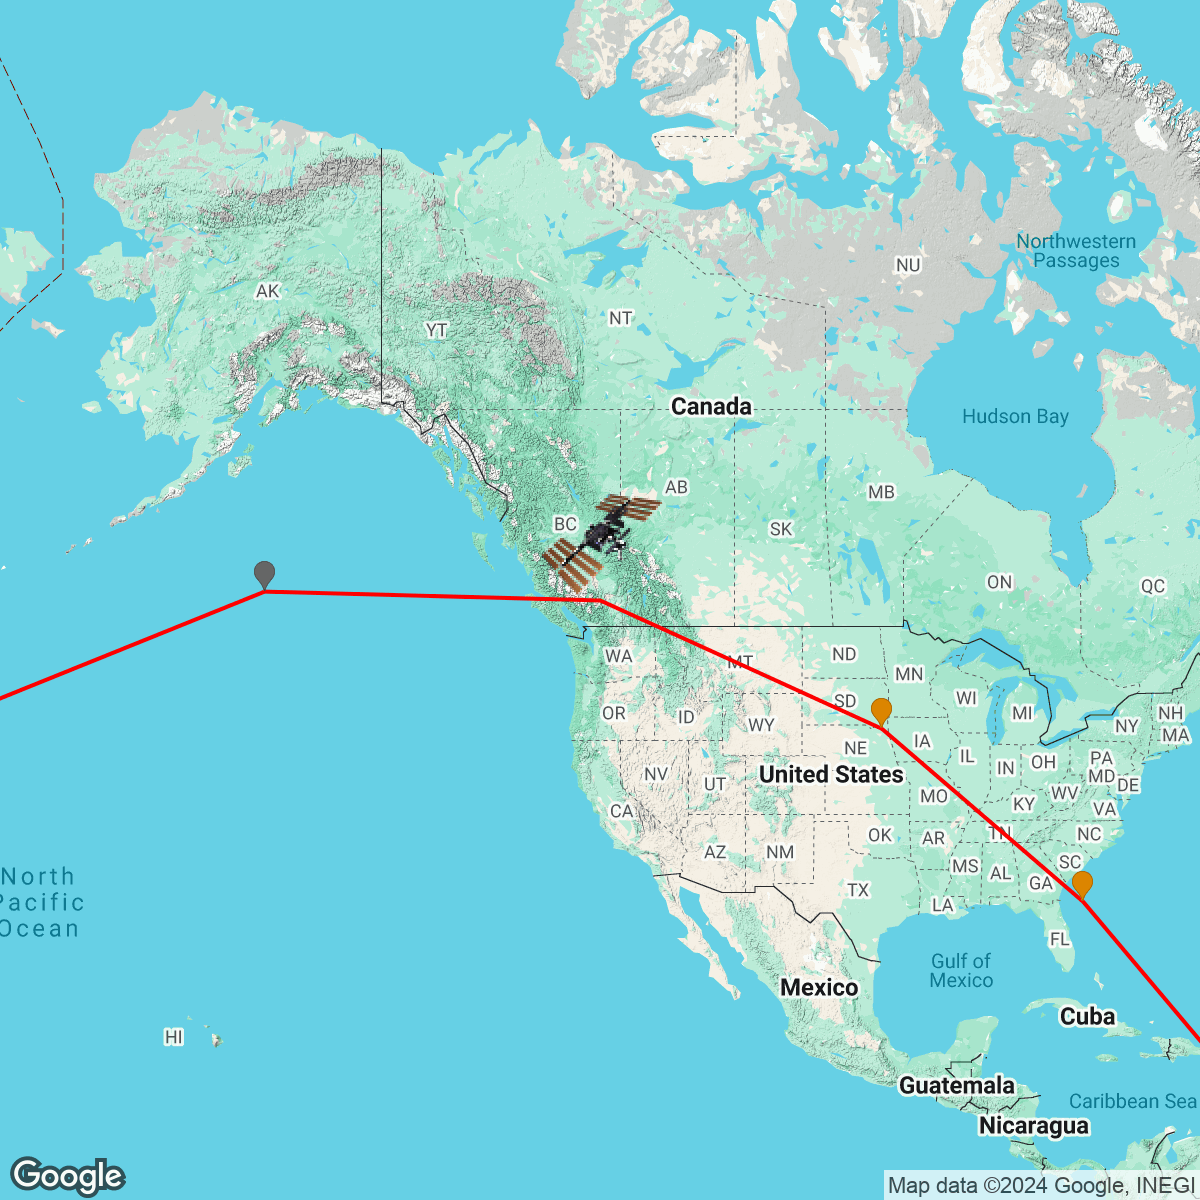 Northwestern
Passages
NU
AK
NT
YT
Canada
Hudson Bay
AB
MB
BC
SK
ON
QC
WA
MT
ND
MN
OR
ID
SD
WI
MI
NH
WY
NY
MA
NE
IA
IL
IN
OH
PA
United States
NV
UT
MD
DE
MO
WV
KY
VA
CA
OK
AR
TN
NC
AZ
NM
MS
AL
SC
GA
TX
LA
North
Pacific
Ocean
FL
Gulf of
Mexico
Mexico
Cuba
HI
Guatemala
Caribbean Sea
Nicaragua
Google
Map data ©2024 Google, INEGI